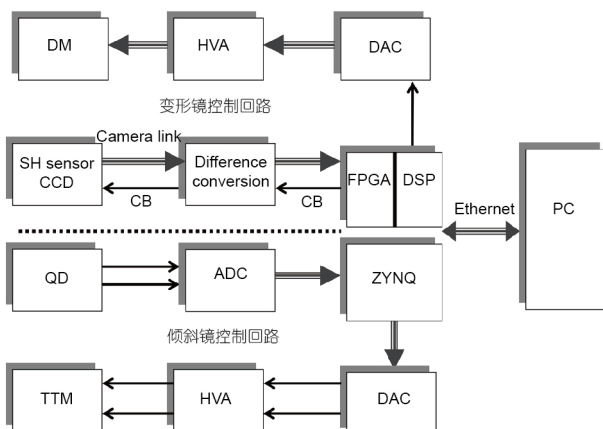 DM
HVA
DAC
变形镜控制回路
Camera link
SH sensor
CCD
Difference
conversion
FPGA
DSP
CB
CB
Ethernet
PC
QD
ADC
ZYNQ
倾斜镜控制回路
TTM
HVA
DAC